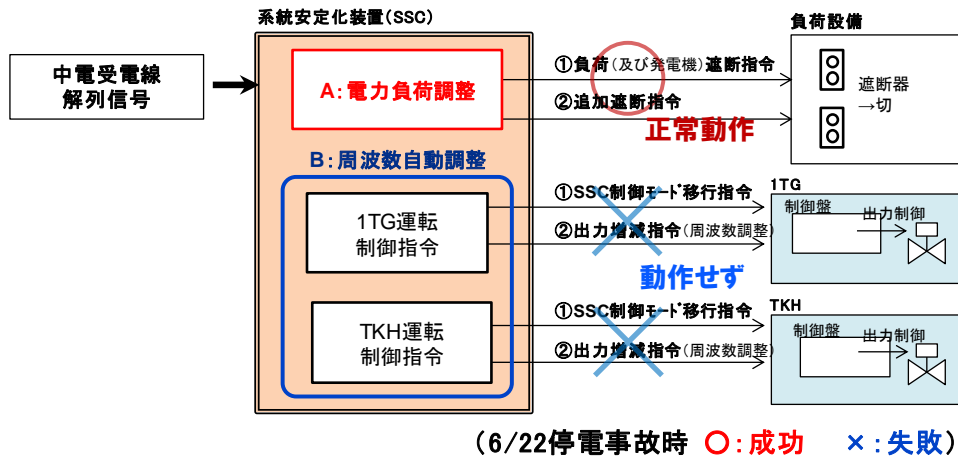 系統安定化装置(SSC)
負荷設備
中電受電線
解列信号
A:電力負荷調整
①負荷(及び発電機)遮断指令
②追加遮断指令
正常動作
遮断器
→切
B:周波数自動調整
1TG運転
制御指令
①SSC制御モード移行指令
②出力増減指令(周波数調整)
動作せず
1TG
制御盤
出力制御
TKH運転
制御指令
①SSC制御モード移行指令
②出力増減指令(周波数調整)
TKH
制御盤
出力制御
(6/22停電事故時 〇:成功 ×:失敗)